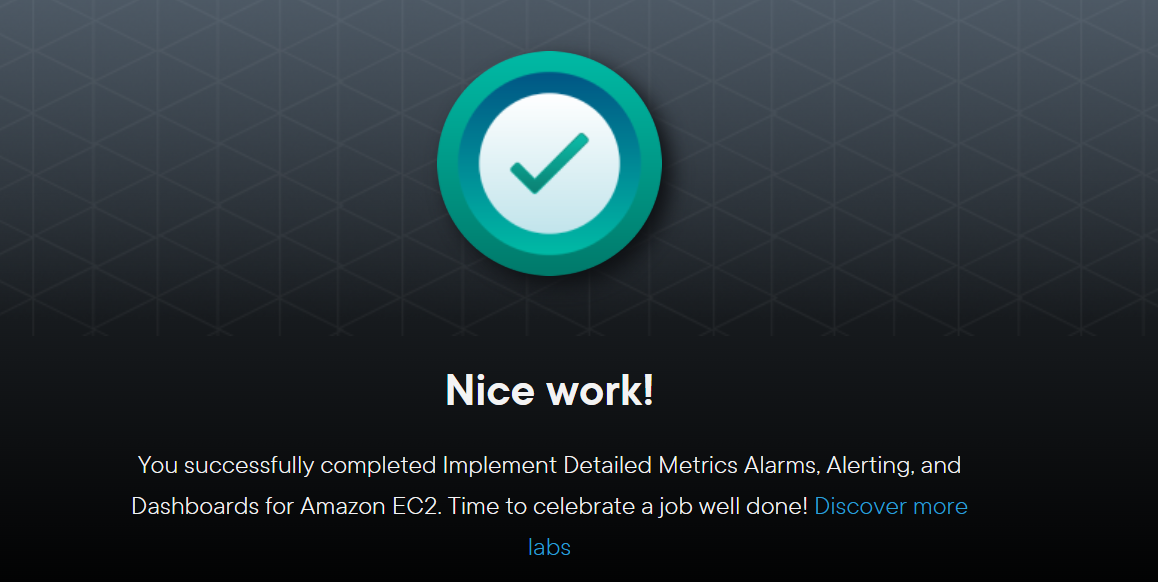 Nice work!
You successfully completed Implement Detailed Metrics Alarms, Alerting, and
Dashboards for Amazon EC2. Time to celebrate a job well done! Discover more
labs